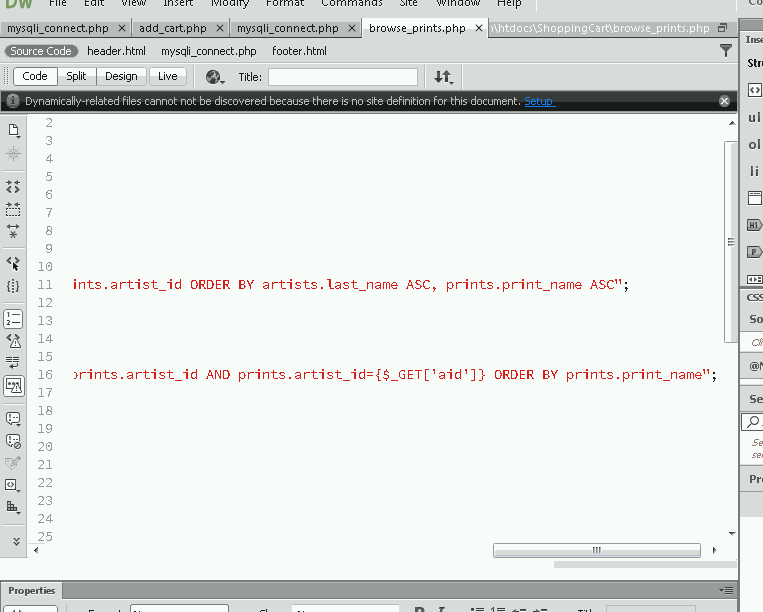 DW File Edit View Insert Modify Format Commands Site Window Help
mysqli_connect.php × add_cart.php × mysqli_connect.php × browse_prints.php × \htdocs\ShoppingCart\browse_prints.php
Source Code header.html mysqli_connect.php footer.html
Code Split Design Live Title:
Dynamically-related files cannot not be discovered because there is no site definition for this document. Setup
2
3
4
5
6
7
8
9
10
11 ints.artist_id ORDER BY artists.last_name ASC, prints.print_name ASC";
12
13
14
15
16 prints.artist_id AND prints.artist_id={$_GET['aid']} ORDER BY prints.print_name";
17
18
19
20
21
22
23
24
25
Inse
Str
ul
ol
li
H1
P
CSS
So
Cli
@M
Se
Se
sel
Pr
Properties